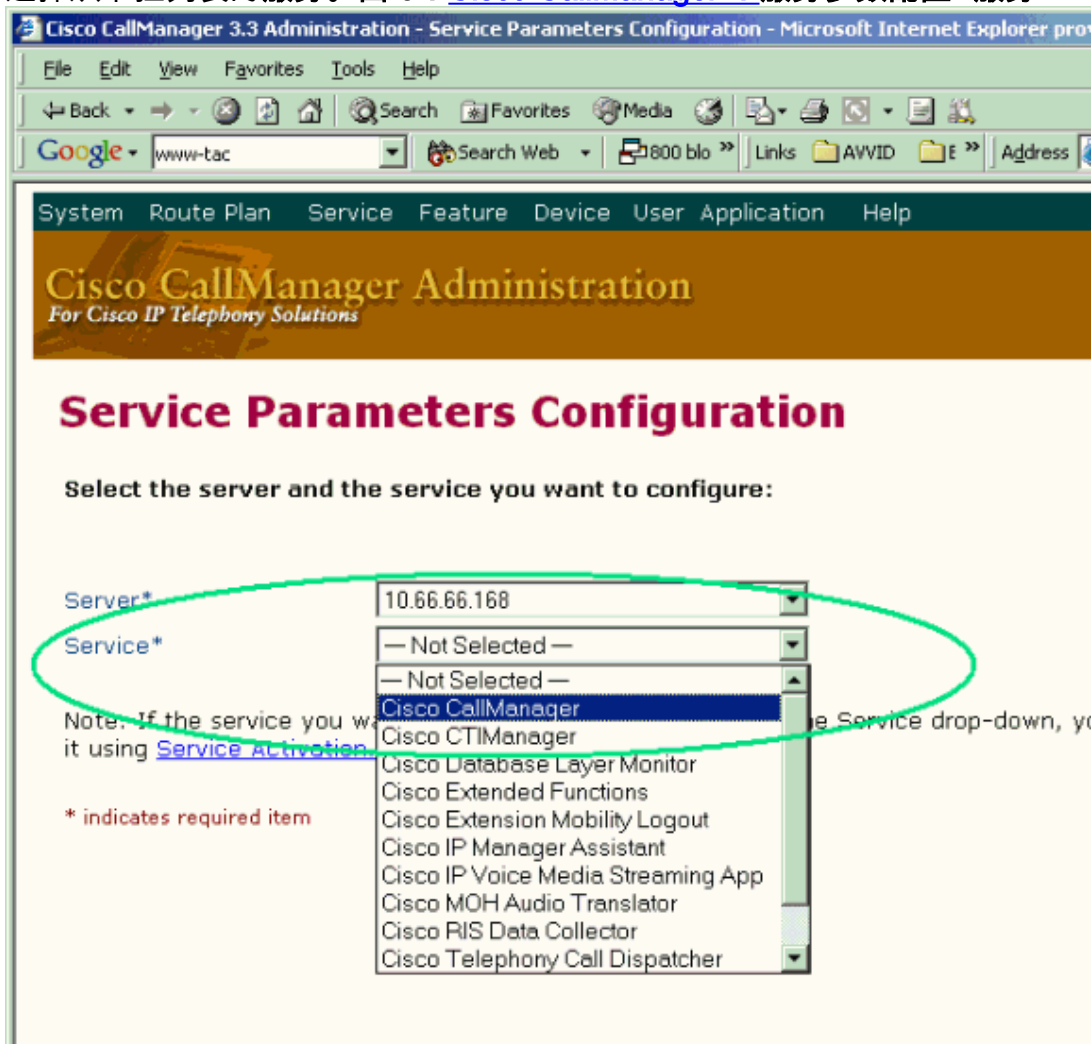 Cisco CallManager 3.3 Administration - Service Parameters Configuration - Microsoft Internet Explorer prov
File Edit View Favorites Tools Help
Back Search Favorites Media
Google www-tac Search Web 800 blo » Links AVVID E » Address
System Route Plan Service Feature Device User Application Help
Cisco CallManager Administration
For Cisco IP Telephony Solutions
Service Parameters Configuration
Select the server and the service you want to configure:
Server* 10.66.66.168
Service* — Not Selected —
— Not Selected —
Cisco CallManager
Note: If the service you wa e Service drop-down, yo
Cisco CTIManager
it using Service Activation.
Cisco Database Layer Monitor
Cisco Extended Functions
* indicates required item
Cisco Extension Mobility Logout
Cisco IP Manager Assistant
Cisco IP Voice Media Streaming App
Cisco MOH Audio Translator
Cisco RIS Data Collector
Cisco Telephony Call Dispatcher